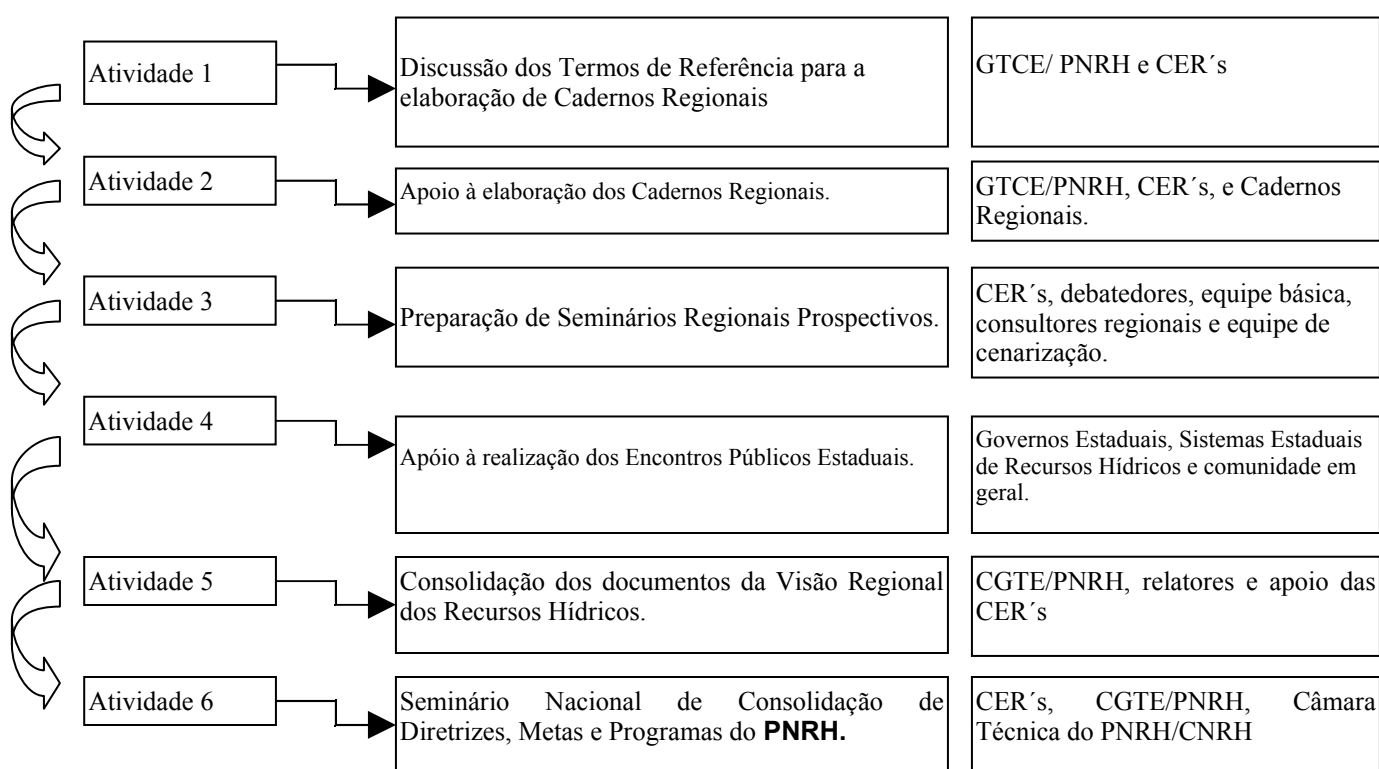 Atividade 1
Discussão dos Termos de Referência para a
elaboração de Cadernos Regionais
GTCE/ PNRH e CER´s
Atividade 2
Apoio à elaboração dos Cadernos Regionais.
GTCE/PNRH, CER´s, e Cadernos
Regionais.
Atividade 3
Preparação de Seminários Regionais Prospectivos.
CER´s, debatedores, equipe básica,
consultores regionais e equipe de
cenarização.
Atividade 4
Apóio à realização dos Encontros Públicos Estaduais.
Governos Estaduais, Sistemas Estaduais
de Recursos Hídricos e comunidade em
geral.
Atividade 5
Consolidação dos documentos da Visão Regional
dos Recursos Hídricos.
CGTE/PNRH, relatores e apoio das
CER´s
Atividade 6
Seminário Nacional de Consolidação de
Diretrizes, Metas e Programas do PNRH.
CER´s, CGTE/PNRH, Câmara
Técnica do PNRH/CNRH